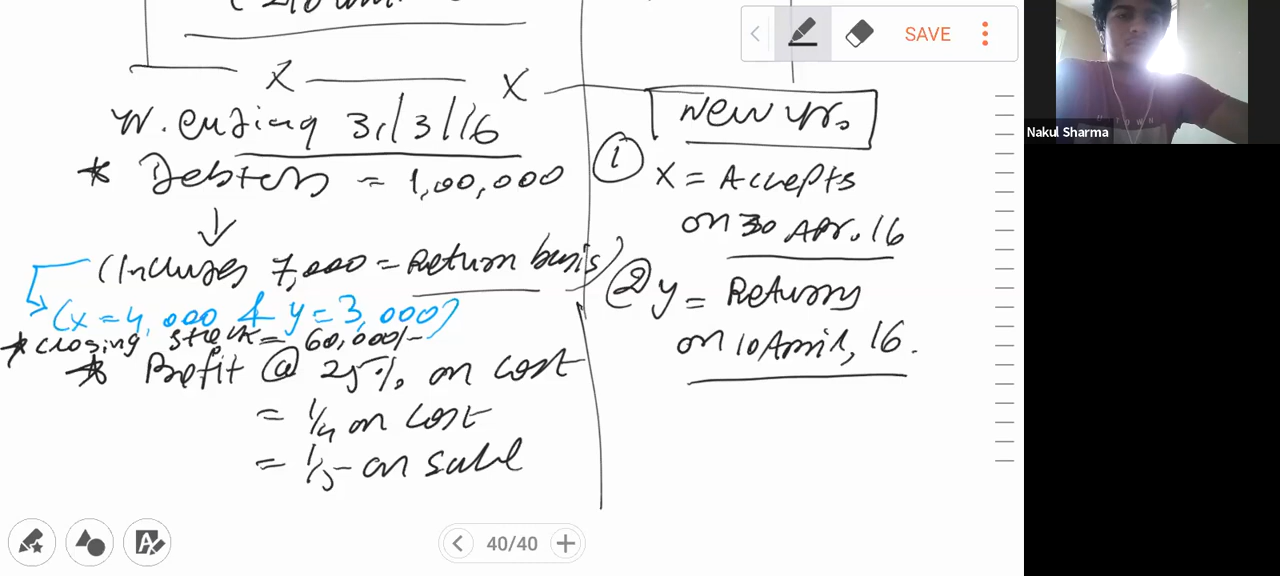 X X
W. ending 31/3/16
* Debtors = 1,00,000
(Includes 7,000 = Return basis)
(x = 4,000 & y = 3,000)
* Closing stock = 60,000/-
* Profit @ 25% on cost
= 1/4 on cost
= 1/5 on sale
New yr.
① X = Accepts
on 30 Apr. 16
② y = Returns
on 10 April, 16.
SAVE
40/40
Nakul Sharma